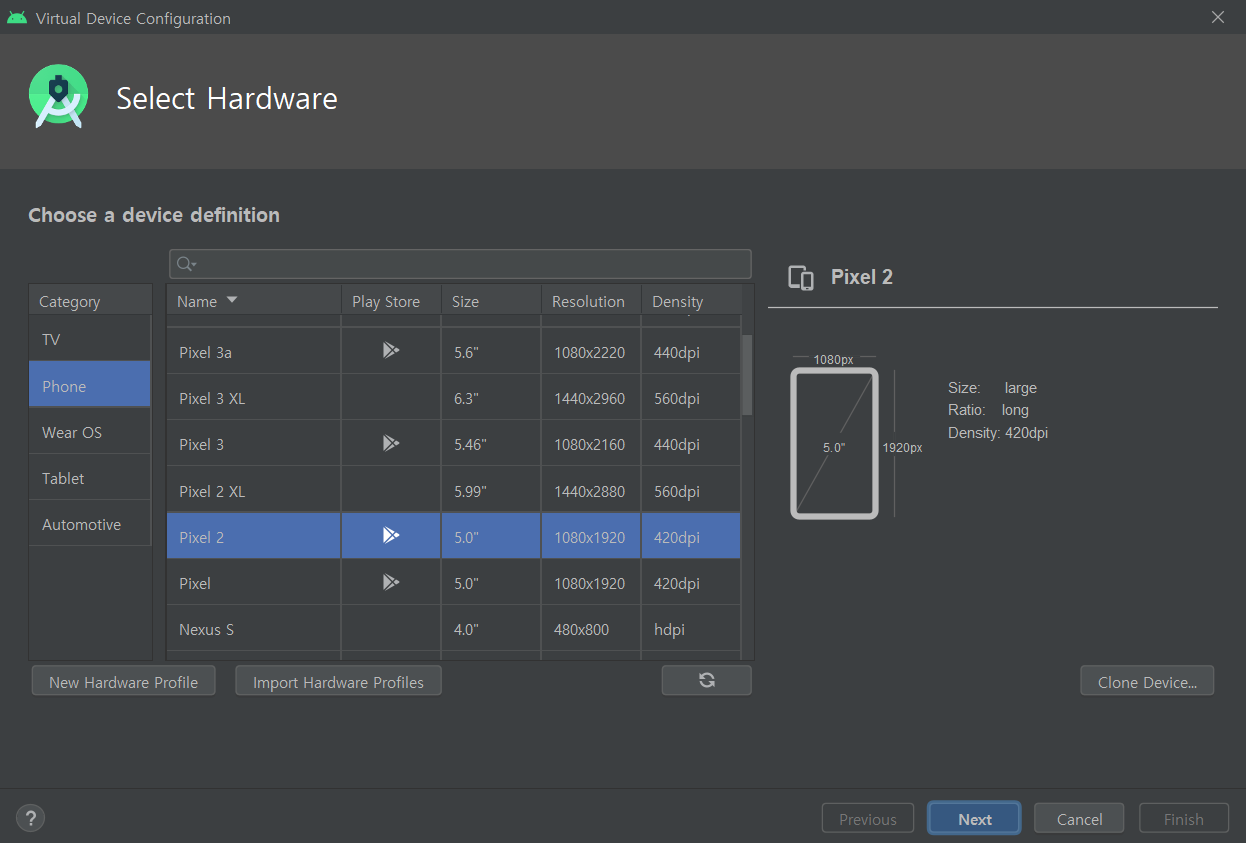 Virtual Device Configuration
Select Hardware
Choose a device definition
Category
TV
Phone
Wear OS
Tablet
Automotive
Name Play Store Size Resolution Density
Pixel 3a 5.6" 1080x2220 440dpi
Pixel 3 XL 6.3" 1440x2960 560dpi
Pixel 3 5.46" 1080x2160 440dpi
Pixel 2 XL 5.99" 1440x2880 560dpi
Pixel 2 5.0" 1080x1920 420dpi
Pixel 5.0" 1080x1920 420dpi
Nexus S 4.0" 480x800 hdpi
Pixel 2
1080px
5.0"
1920px
Size: large
Ratio: long
Density: 420dpi
New Hardware Profile Import Hardware Profiles Clone Device...
? Previous Next Cancel Finish